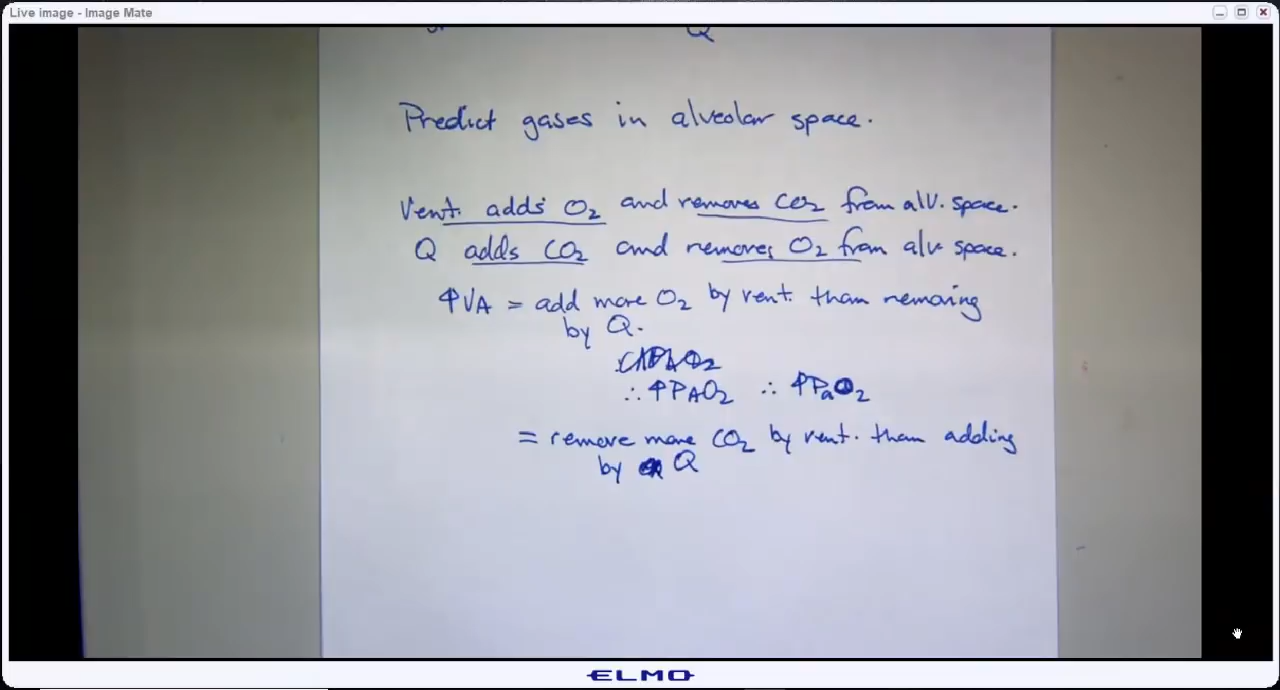 Live image - Image Mate
Q
Predict gases in alveolar space.
Vent. adds O2 and removes CO2 from alv. space.
Q adds CO2 and removes O2 from alv. space.
↑VA = add more O2 by vent. than removing
by Q.
∴ ↑PAO2 ∴ ↑PaO2
= remove more CO2 by vent. than adding
by Q
ELMO